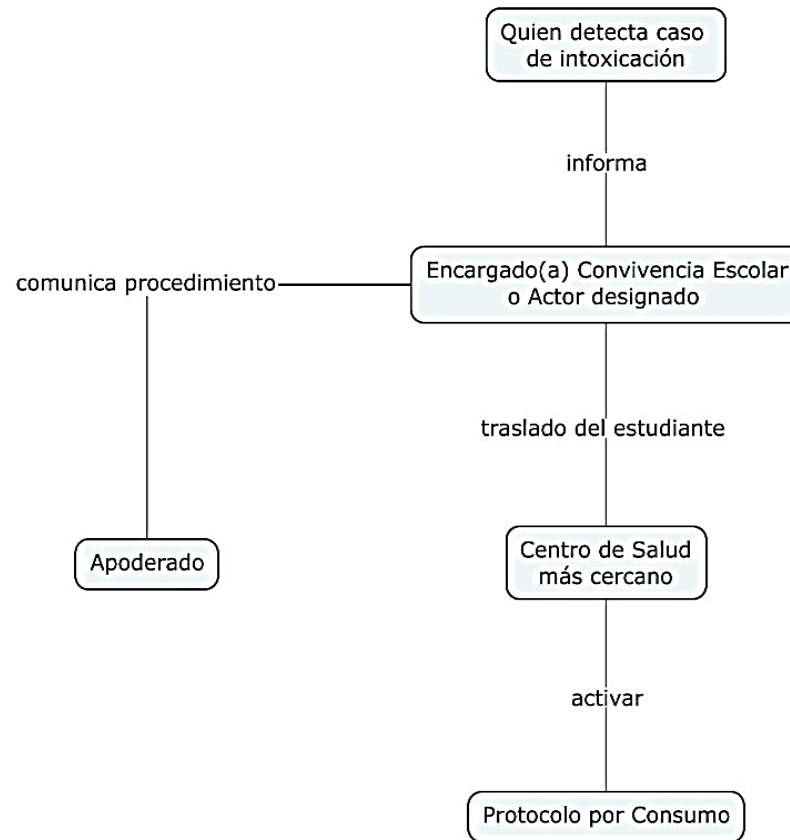 Quien detecta caso
de intoxicación
informa
Encargado(a) Convivencia Escolar
o Actor designado
comunica procedimiento
traslado del estudiante
Apoderado
Centro de Salud
más cercano
activar
Protocolo por Consumo